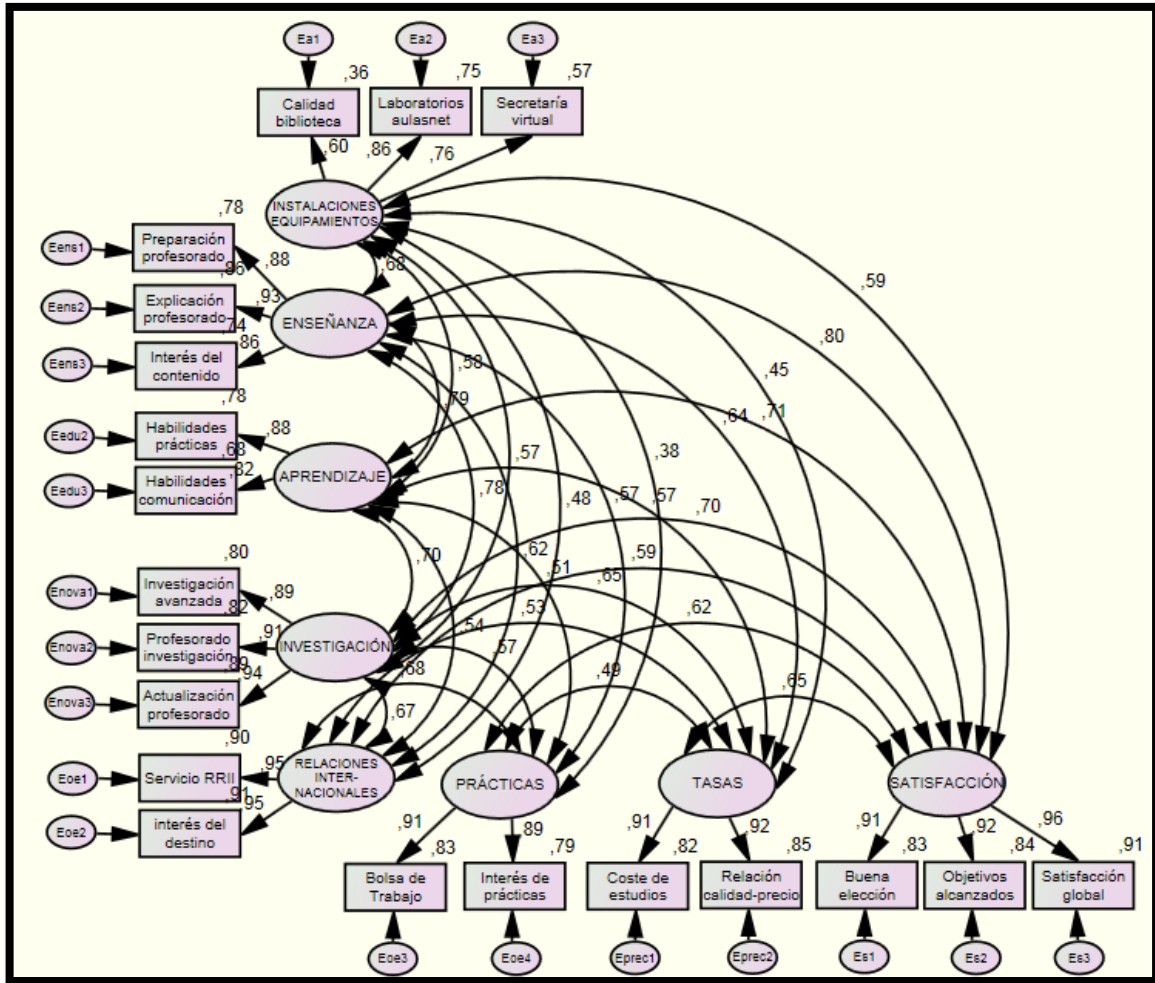 Ea1
Ea2
Ea3
,36
,75
,57
Calidad
biblioteca
Laboratorios
aulasnet
Secretaría
virtual
,60
,86
,76
INSTALACIONES
EQUIPAMIENTOS
,78
Eens1
Preparación
profesorado
,88
,68
,86
,59
Eens2
Explicación
profesorado
,93
ENSEÑANZA
,74
,80
Eens3
Interés del
contenido
,86
,58
,45
,78
,79
,64
,71
Eedu2
Habilidades
prácticas
,88
,68
APRENDIZAJE
,82
Eedu3
Habilidades
comunicación
,57
,38
,78
,48
,57
,57
,70
,80
,70
,62
,51
,65
,59
Enova1
Investigación
avanzada
,89
,82
,53
,62
Enova2
Profesorado
investigación
,91
INVESTIGACIÓN
,54
,57
,89
,94
,68
,49
,65
Enova3
Actualización
profesorado
,67
,90
Eoe1
Servicio RRII
,95
RELACIONES
INTER-
NACIONALES
PRÁCTICAS
TASAS
SATISFACCIÓN
,91
,95
Eoe2
interés del
destino
,91
,89
,91
,92
,91
,92
,96
,83
,79
,82
,85
,83
,84
,91
Bolsa de
Trabajo
Interés de
prácticas
Coste de
estudios
Relación
calidad-precio
Buena
elección
Objetivos
alcanzados
Satisfacción
global
Eoe3
Eoe4
Eprec1
Eprec2
Es1
Es2
Es3